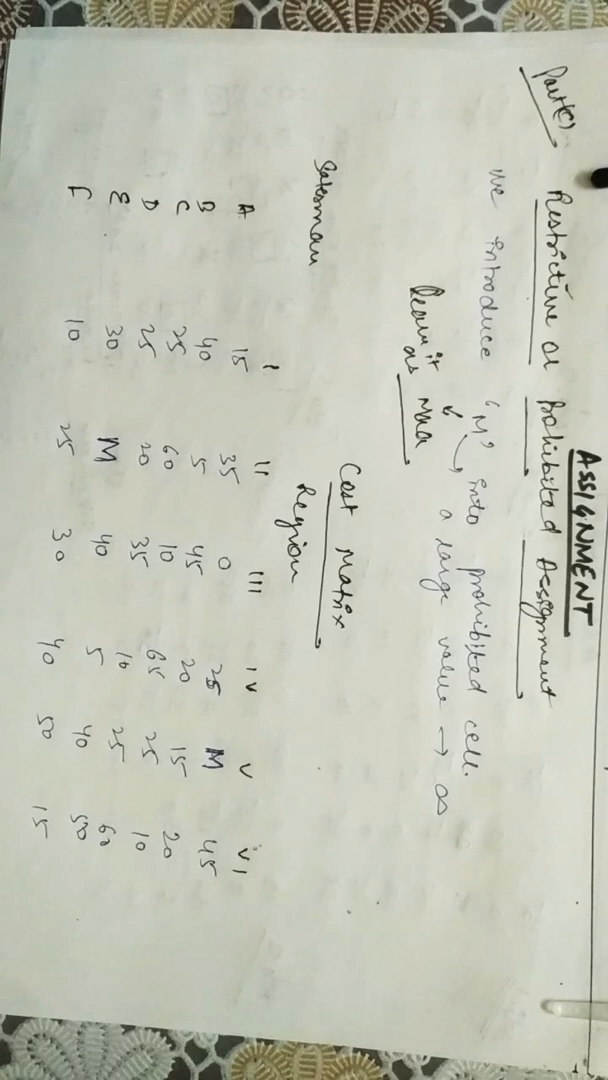 ASSIGNMENT
Part (C). Restrictive or Prohibited Assignment
We introduce 'M' into prohibited cell.
a large value → ∞
as Max
Cost Matrix
Salesman Region
I II III IV V VI
A 15 35 0 25 M 45
B 40 5 45 20 15 20
C 25 60 10 65 25 10
D 25 20 35 10 25 60
E 30 M 40 5 40 50
F 10 25 30 40 50 15